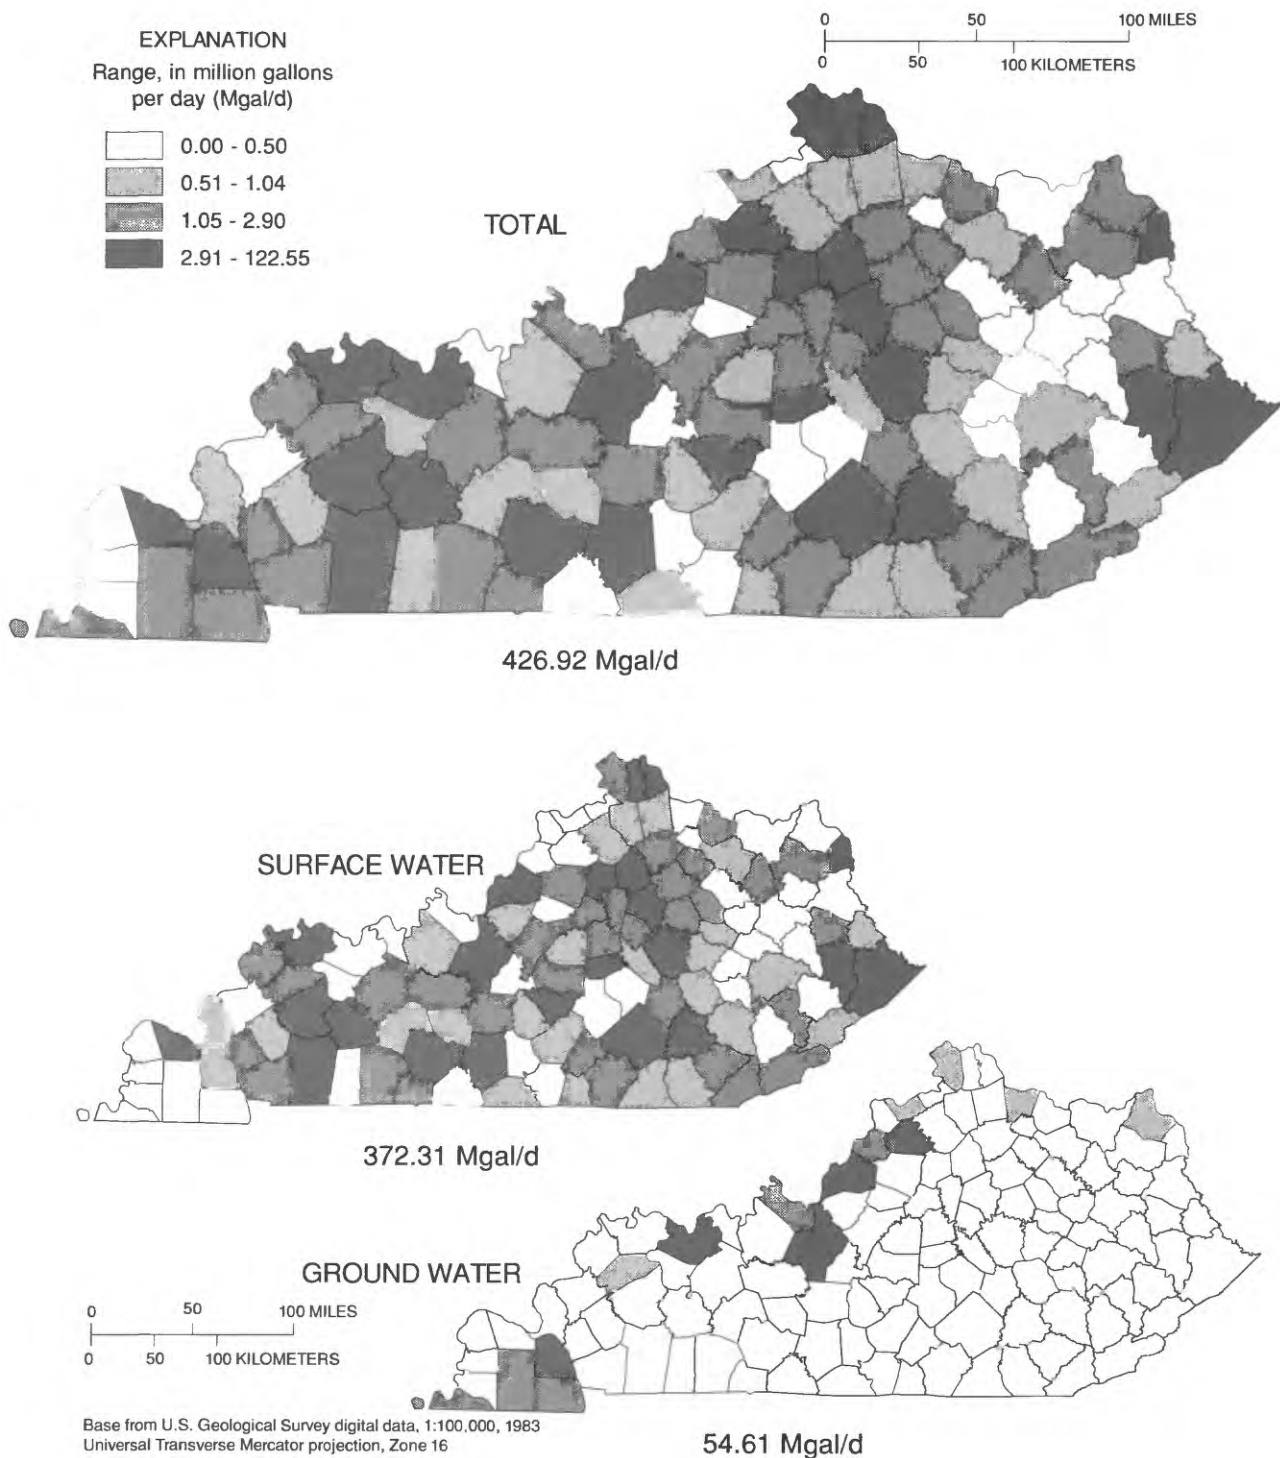 EXPLANATION
Range, in million gallons
per day (Mgal/d)
0.00 - 0.50
0.51 - 1.04
1.05 - 2.90
2.91 - 122.55
0 50 100 MILES
0 50 100 KILOMETERS
TOTAL
426.92 Mgal/d
SURFACE WATER
372.31 Mgal/d
GROUND WATER
0 50 100 MILES
0 50 100 KILOMETERS
Base from U.S. Geological Survey digital data, 1:100,000, 1983
Universal Transverse Mercator projection, Zone 16
54.61 Mgal/d